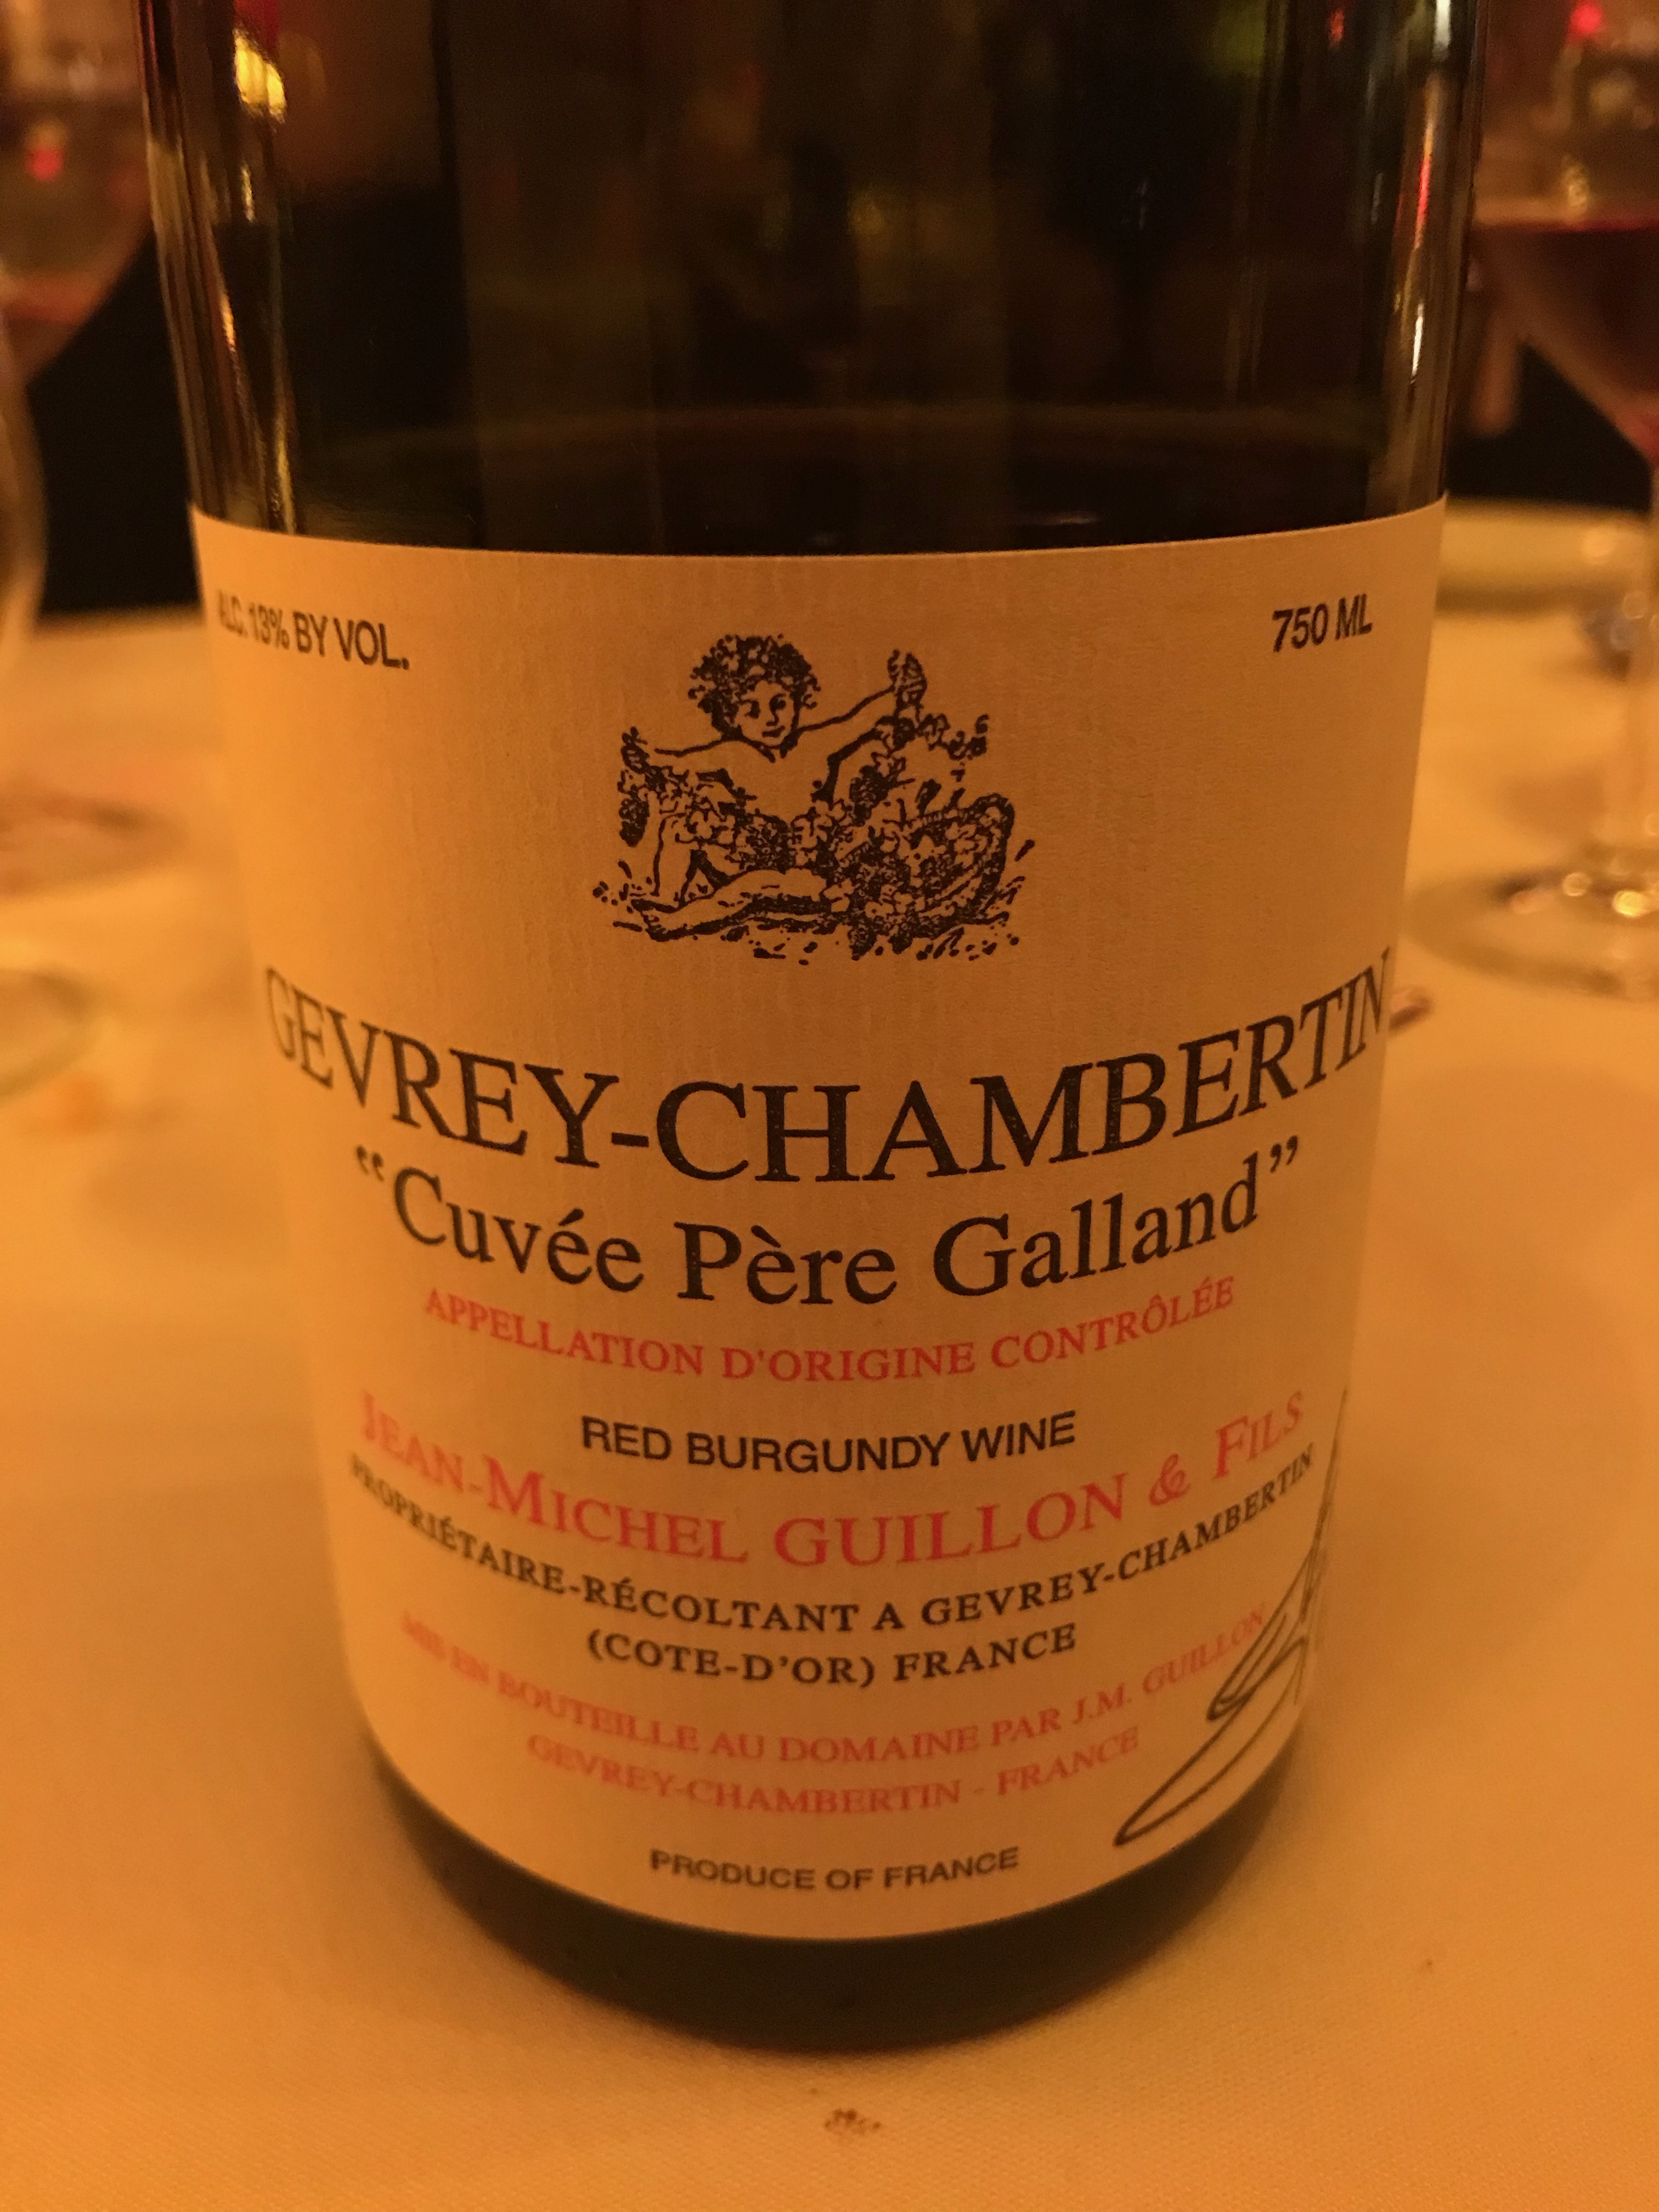 ALC. 13% BY VOL.
750 ML
GEVREY-CHAMBERTIN
“Cuvée Père Galland”
APPELLATION D'ORIGINE CONTRÔLÉE
RED BURGUNDY WINE
JEAN-MICHEL GUILLON & FILS
PROPRIÉTAIRE-RÉCOLTANT A GEVREY-CHAMBERTIN
(COTE-D’OR) FRANCE
MIS EN BOUTEILLE AU DOMAINE PAR J.M. GUILLON
GEVREY-CHAMBERTIN - FRANCE
PRODUCE OF FRANCE